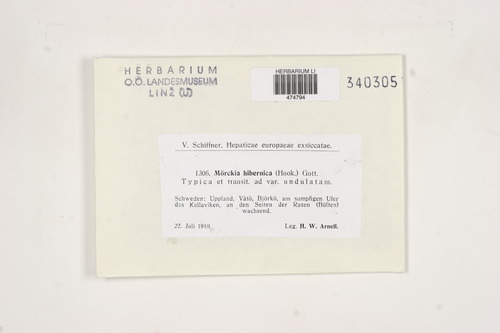 HERBARIUM
O.Ö. LANDESMUSEUM
LINZ (LI)
HERBARIUM LI
474794
340305
V. Schiffner, Hepaticae europaeae exsiccatae.
1306. Mörckia hibernica (Hook.) Gott.
Typica et transit. ad var. undulatam.
Schweden: Uppland, Vätö, Björkö, am sumpfigen Ufer
des Kullaviken, an den Seiten der Rasen (Bülten)
wachsend.
22. Juli 1910. Leg. H. W. Arnell.